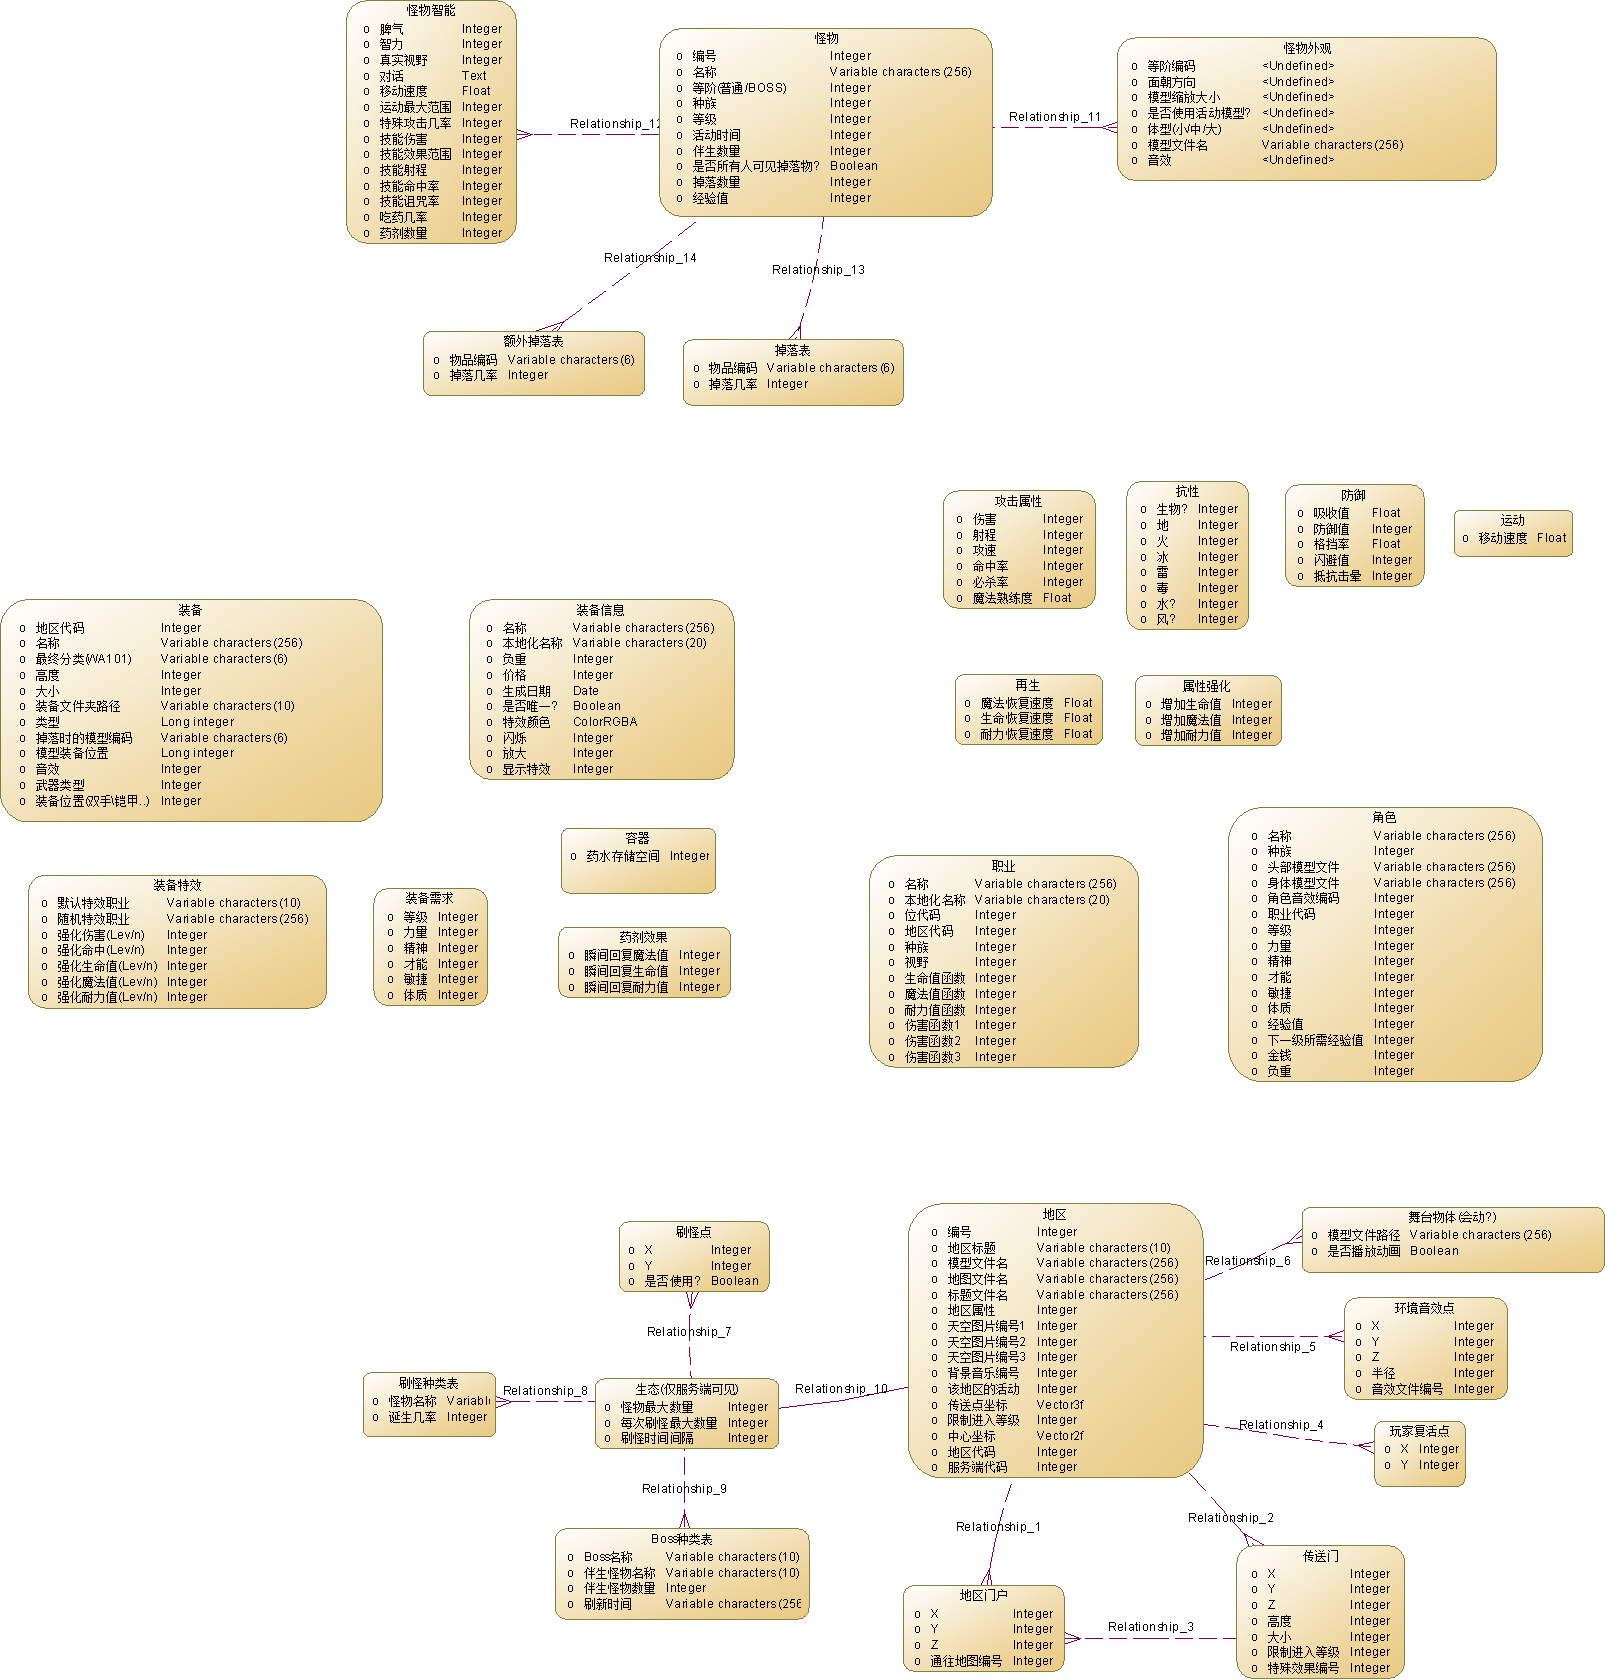 怪物智能
o 脾气 Integer
o 智力 Integer
o 真实视野 Integer
o 对话 Text
o 移动速度 Float
o 运动最大范围 Integer
o 特殊攻击几率 Integer
o 技能伤害 Integer
o 技能效果范围 Integer
o 技能射程 Integer
o 技能命中率 Integer
o 技能诅咒率 Integer
o 吃药几率 Integer
o 药剂数量 Integer
Relationship_12
怪物
o 编号 Integer
o 名称 Variable characters (256)
o 等阶(普通/BOSS) Integer
o 种族 Integer
o 等级 Integer
o 活动时间 Integer
o 伴生数量 Integer
o 是否所有人可见掉落物? Boolean
o 掉落数量 Integer
o 经验值 Integer
Relationship_11
怪物外观
o 等阶编码 <Undefined>
o 面朝方向 <Undefined>
o 模型缩放大小 <Undefined>
o 是否使用活动模型? <Undefined>
o 体型(小/中/大) <Undefined>
o 模型文件名 Variable characters (256)
o 音效 <Undefined>
Relationship_14
Relationship_13
额外掉落表
o 物品编码 Variable characters (6)
o 掉落几率 Integer
掉落表
o 物品编码 Variable characters (6)
o 掉落几率 Integer
攻击属性
o 伤害 Integer
o 射程 Integer
o 攻速 Integer
o 命中率 Integer
o 必杀率 Integer
o 魔法熟练度 Float
抗性
o 生物? Integer
o 地 Integer
o 火 Integer
o 冰 Integer
o 雷 Integer
o 毒 Integer
o 水? Integer
o 风? Integer
防御
o 吸收值 Float
o 防御值 Integer
o 格挡率 Float
o 闪避值 Integer
o 抵抗击晕 Integer
运动
o 移动速度 Float
装备
o 地区代码 Integer
o 名称 Variable characters (256)
o 最终分类(WA101) Variable characters (6)
o 高度 Integer
o 大小 Integer
o 装备文件夹路径 Variable characters (10)
o 类型 Long integer
o 掉落时的模型编码 Variable characters (6)
o 模型装备位置 Long integer
o 音效 Integer
o 武器类型 Integer
o 装备位置(双手\铠甲..) Integer
装备信息
o 名称 Variable characters (256)
o 本地化名称 Variable characters (20)
o 负重 Integer
o 价格 Integer
o 生成日期 Date
o 是否唯一? Boolean
o 特效颜色 ColorRGBA
o 闪烁 Integer
o 放大 Integer
o 显示特效 Integer
再生
o 魔法恢复速度 Float
o 生命恢复速度 Float
o 耐力恢复速度 Float
属性强化
o 增加生命值 Integer
o 增加魔法值 Integer
o 增加耐力值 Integer
容器
o 药水存储空间 Integer
装备特效
o 默认特效职业 Variable characters (10)
o 随机特效职业 Variable characters (256)
o 强化伤害(Lev/n) Integer
o 强化命中(Lev/n) Integer
o 强化生命值(Lev/n) Integer
o 强化魔法值(Lev/n) Integer
o 强化耐力值(Lev/n) Integer
装备需求
o 等级 Integer
o 力量 Integer
o 精神 Integer
o 才能 Integer
o 敏捷 Integer
o 体质 Integer
药剂效果
o 瞬间回复魔法值 Integer
o 瞬间回复生命值 Integer
o 瞬间回复耐力值 Integer
职业
o 名称 Variable characters (256)
o 本地化名称 Variable characters (20)
o 位代码 Integer
o 地区代码 Integer
o 种族 Integer
o 视野 Integer
o 生命值函数 Integer
o 魔法值函数 Integer
o 耐力值函数 Integer
o 伤害函数1 Integer
o 伤害函数2 Integer
o 伤害函数3 Integer
角色
o 名称 Variable characters (256)
o 种族 Integer
o 头部模型文件 Variable characters (256)
o 身体模型文件 Variable characters (256)
o 角色音效编码 Integer
o 职业代码 Integer
o 等级 Integer
o 力量 Integer
o 精神 Integer
o 才能 Integer
o 敏捷 Integer
o 体质 Integer
o 经验值 Integer
o 下一级所需经验值 Integer
o 金钱 Integer
o 负重 Integer
刷怪点
o X Integer
o Y Integer
o 是否使用? Boolean
Relationship_7
刷怪种类表
o 怪物名称 Variabl
o 诞生几率 Integer
Relationship_8
生态(仅服务端可见)
o 怪物最大数量 Integer
o 每次刷怪最大数量 Integer
o 刷怪时间间隔 Integer
Relationship_10
Relationship_9
Boss种类表
o Boss名称 Variable characters (10)
o 伴生怪物名称 Variable characters (10)
o 伴生怪物数量 Integer
o 刷新时间 Variable characters (256
地区
o 编号 Integer
o 地区标题 Variable characters (10)
o 模型文件名 Variable characters (256)
o 地图文件名 Variable characters (256)
o 标题文件名 Variable characters (256)
o 地区属性 Integer
o 天空图片编号1 Integer
o 天空图片编号2 Integer
o 天空图片编号3 Integer
o 背景音乐编号 Integer
o 该地区的活动 Integer
o 传送点坐标 Vector3f
o 限制进入等级 Integer
o 中心坐标 Vector2f
o 地区代码 Integer
o 服务端代码 Integer
Relationship_6
舞台物体(会动?)
o 模型文件路径 Variable characters (256)
o 是否播放动画 Boolean
Relationship_5
环境音效点
o X Integer
o Y Integer
o Z Integer
o 半径 Integer
o 音效文件编号 Integer
Relationship_4
玩家复活点
o X Integer
o Y Integer
Relationship_1
Relationship_2
地区门户
o X Integer
o Y Integer
o Z Integer
o 通往地图编号 Integer
Relationship_3
传送门
o X Integer
o Y Integer
o Z Integer
o 高度 Integer
o 大小 Integer
o 限制进入等级 Integer
o 特殊效果编号 Integer